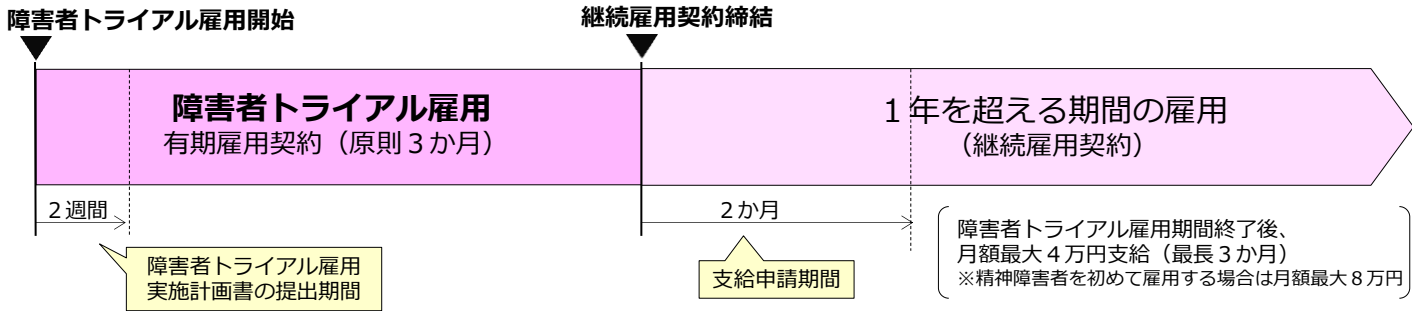 障害者トライアル雇用開始
継続雇用契約締結
障害者トライアル雇用
有期雇用契約（原則３か月）
１年を超える期間の雇用
（継続雇用契約）
２週間
２か月
障害者トライアル雇用
実施計画書の提出期間
支給申請期間
障害者トライアル雇用期間終了後、
月額最大４万円支給（最長３か月）
※精神障害者を初めて雇用する場合は月額最大８万円